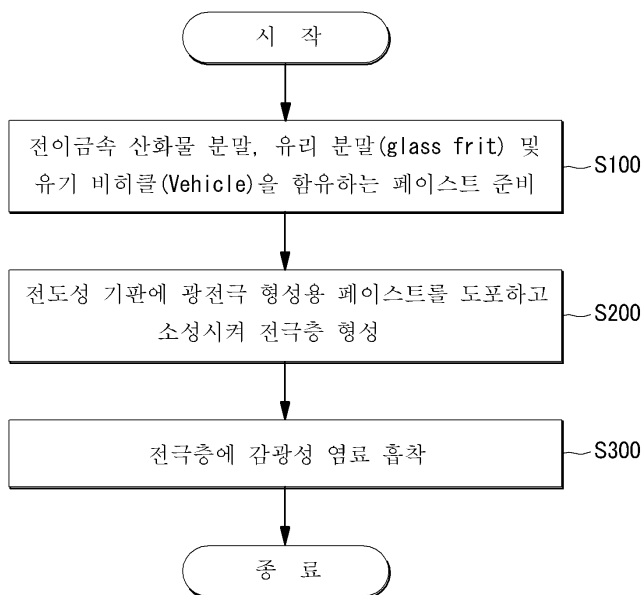 시 작
전이금속 산화물 분말, 유리 분말(glass frit) 및
유기 비히클(Vehicle)을 함유하는 페이스트 준비
S100
전도성 기판에 광전극 형성용 페이스트를 도포하고
소성시켜 전극층 형성
S200
전극층에 감광성 염료 흡착
S300
종 료